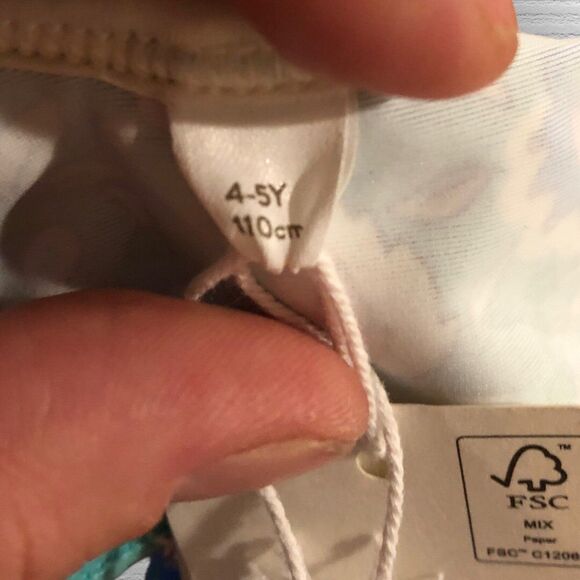 4-5Y
110cm
FSC
MIX
Paper